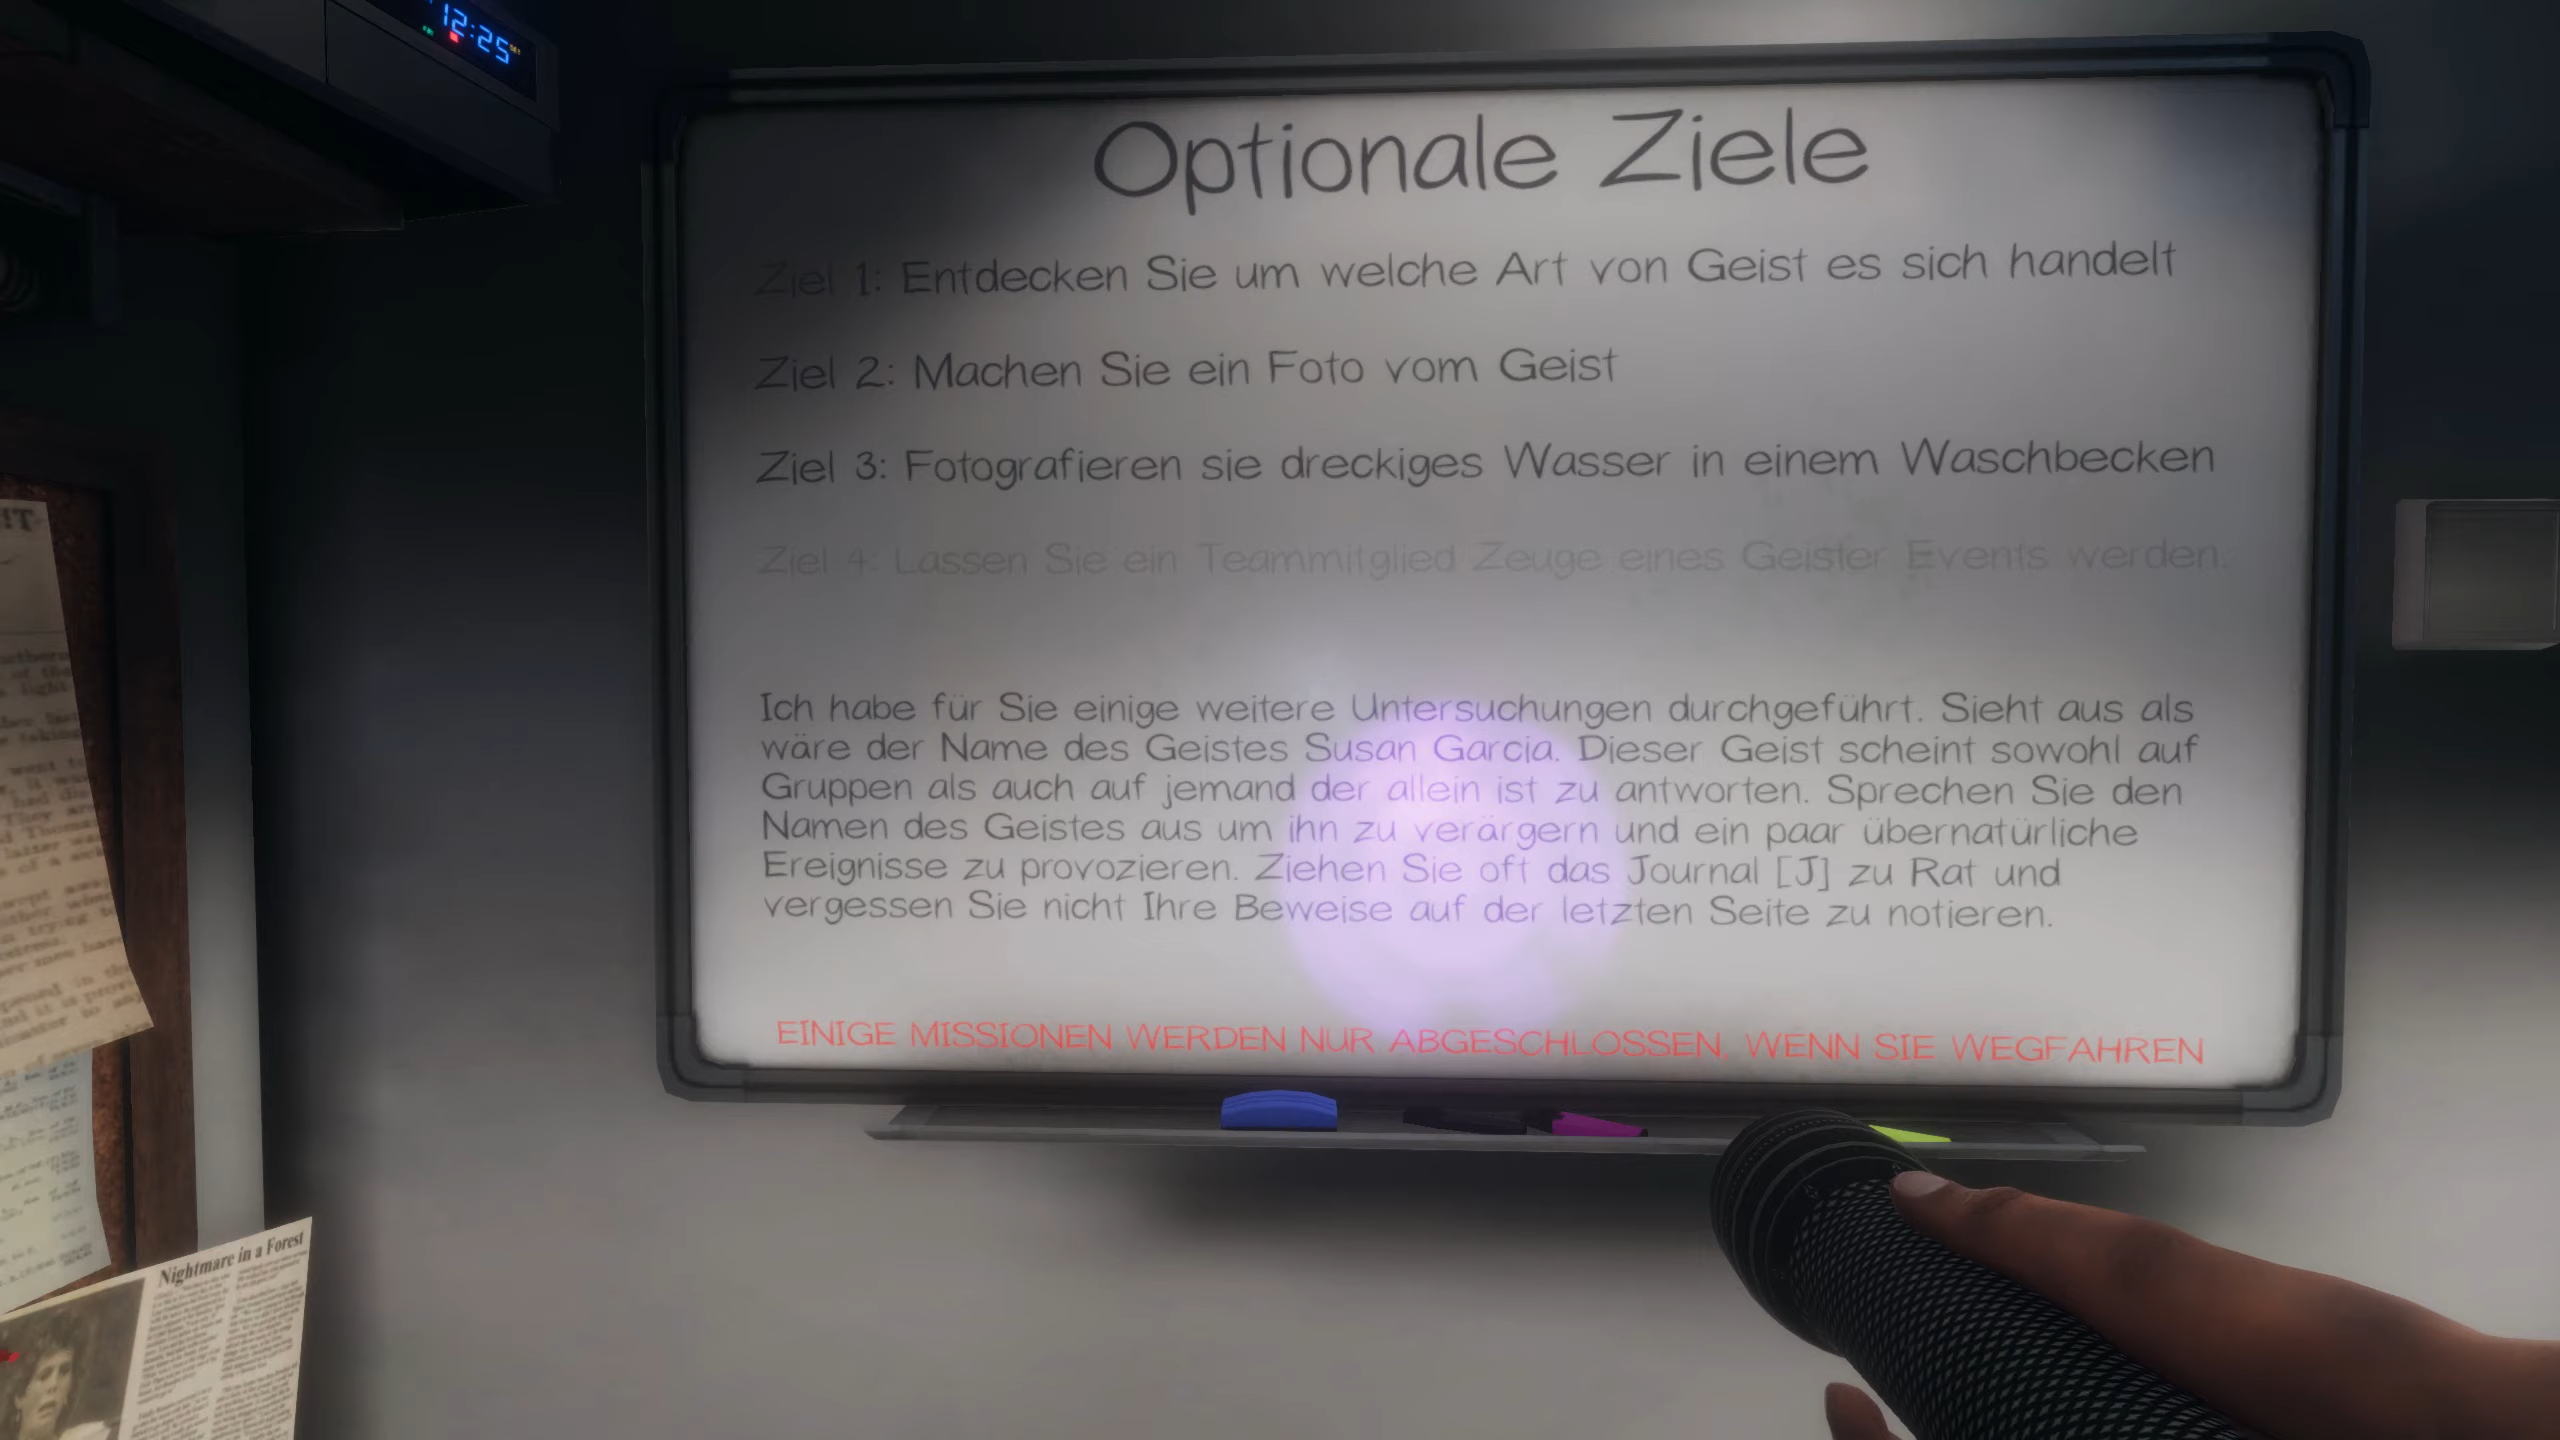 12:25
Optionale Ziele
Ziel 1: Entdecken Sie um welche Art von Geist es sich handelt
Ziel 2: Machen Sie ein Foto vom Geist
Ziel 3: Fotografieren sie dreckiges Wasser in einem Waschbecken
Ziel 4: Lassen Sie ein Teammitglied Zeuge eines Geister Events werden.
Ich habe für Sie einige weitere Untersuchungen durchgeführt. Sieht aus als
wäre der Name des Geistes Susan Garcia. Dieser Geist scheint sowohl auf
Gruppen als auch auf jemand der allein ist zu antworten. Sprechen Sie den
Namen des Geistes aus um ihn zu verärgern und ein paar übernatürliche
Ereignisse zu provozieren. Ziehen Sie oft das Journal [J] zu Rat und
vergessen Sie nicht Ihre Beweise auf der letzten Seite zu notieren.
EINIGE MISSIONEN WERDEN NUR ABGESCHLOSSEN, WENN SIE WEGFAHREN
Nightmare in a Forest